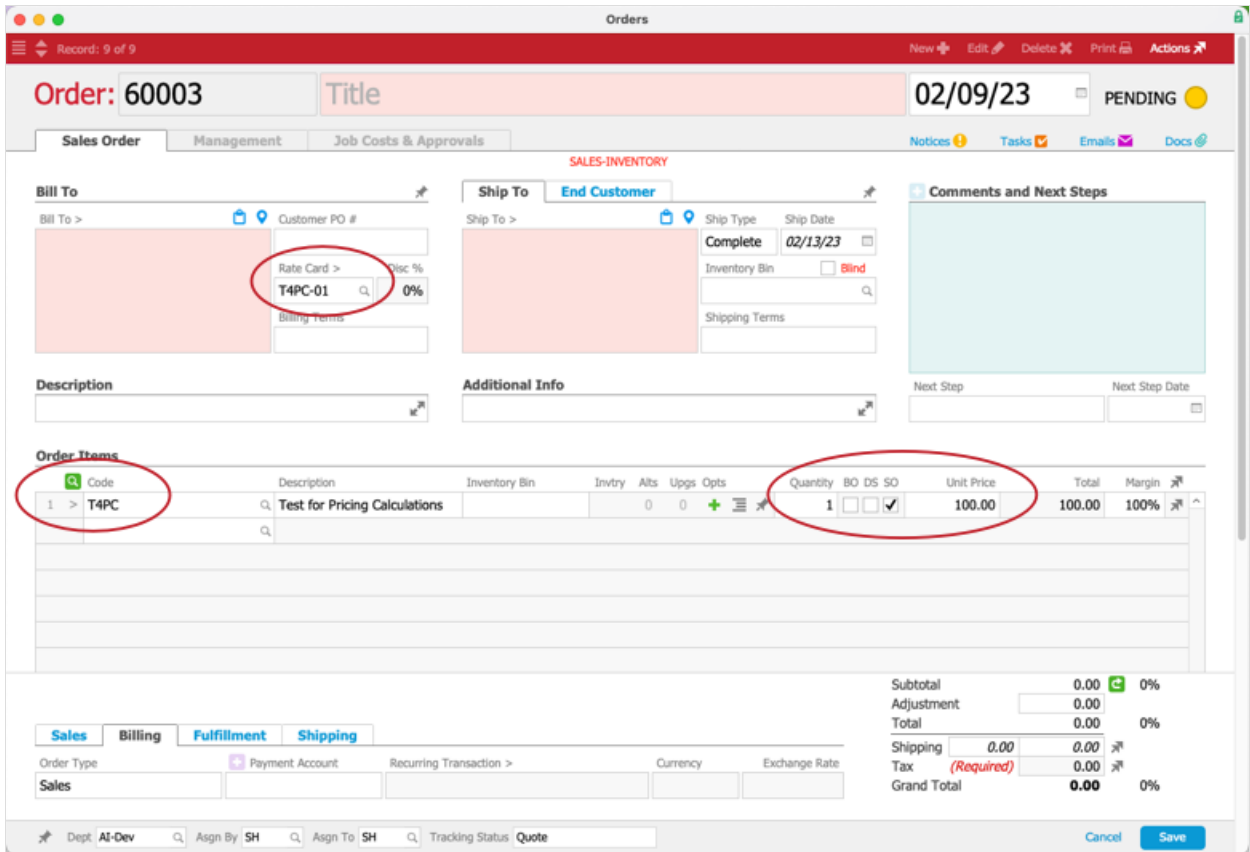 Orders
Record: 9 of 9 New Edit Delete Print Actions
Order: 60003 Title 02/09/23 PENDING
Sales Order Management Job Costs & Approvals Notices Tasks Emails Docs
SALES-INVENTORY
Bill To Ship To End Customer Comments and Next Steps
Bill To > Customer PO # Ship To > Ship Type Ship Date
Complete 02/13/23
Rate Card > Disc % Inventory Bin Blind
T4PC-01 0%
Billing Terms Shipping Terms
Description Additional Info Next Step Next Step Date
Order Items
Code Description Inventory Bin Invtry Alts Upgs Opts Quantity BO DS SO Unit Price Total Margin
1 > T4PC Test for Pricing Calculations 0 0 1 100.00 100.00 100%
Subtotal 0.00 0%
Adjustment 0.00
Total 0.00 0%
Sales Billing Fulfillment Shipping
Shipping 0.00 0.00
Order Type Payment Account Recurring Transaction > Currency Exchange Rate
Tax (Required) 0.00
Sales
Grand Total 0.00 0%
Dept AI-Dev Asgn By SH Asgn To SH Tracking Status Quote Cancel Save